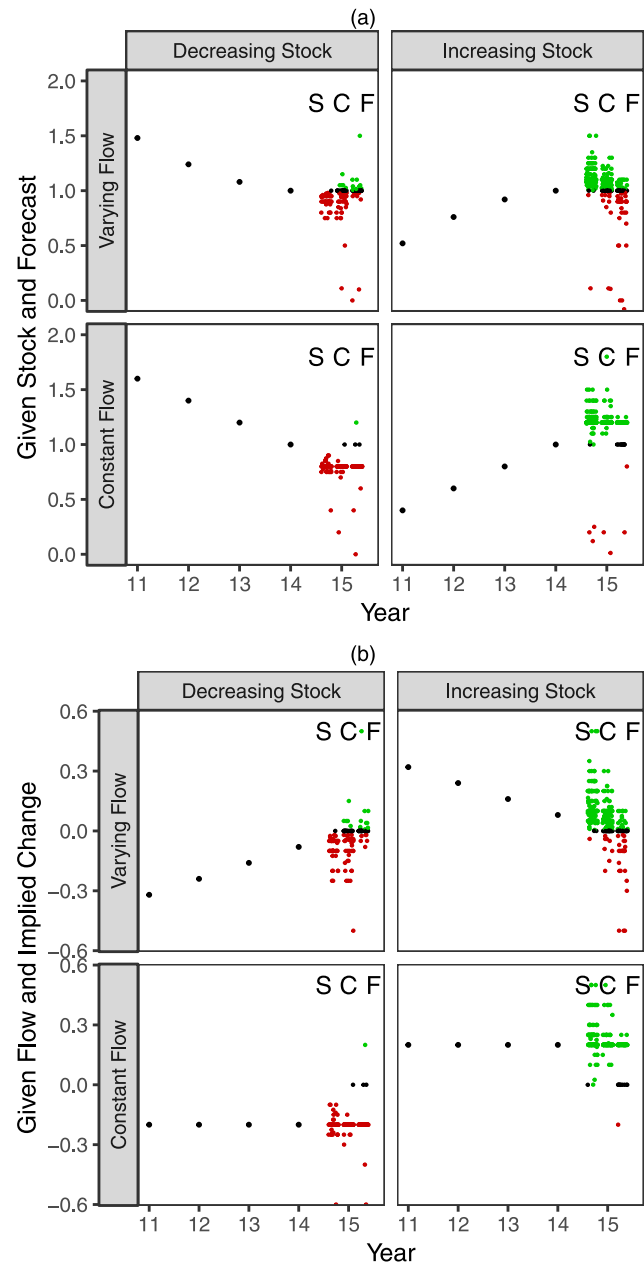 (a)
Decreasing Stock
Increasing Stock
Given Stock and Forecast
Varying Flow
2.0
1.5
1.0
0.5
0.0
S C F
S C F
Constant Flow
2.0
1.5
1.0
0.5
0.0
S C F
S C F
11 12 13 14 15
11 12 13 14 15
Year
(b)
Decreasing Stock
Increasing Stock
Given Flow and Implied Change
Varying Flow
0.6
0.3
0.0
−0.3
−0.6
S C F
S C F
Constant Flow
0.6
0.3
0.0
−0.3
−0.6
S C F
S C F
11 12 13 14 15
11 12 13 14 15
Year